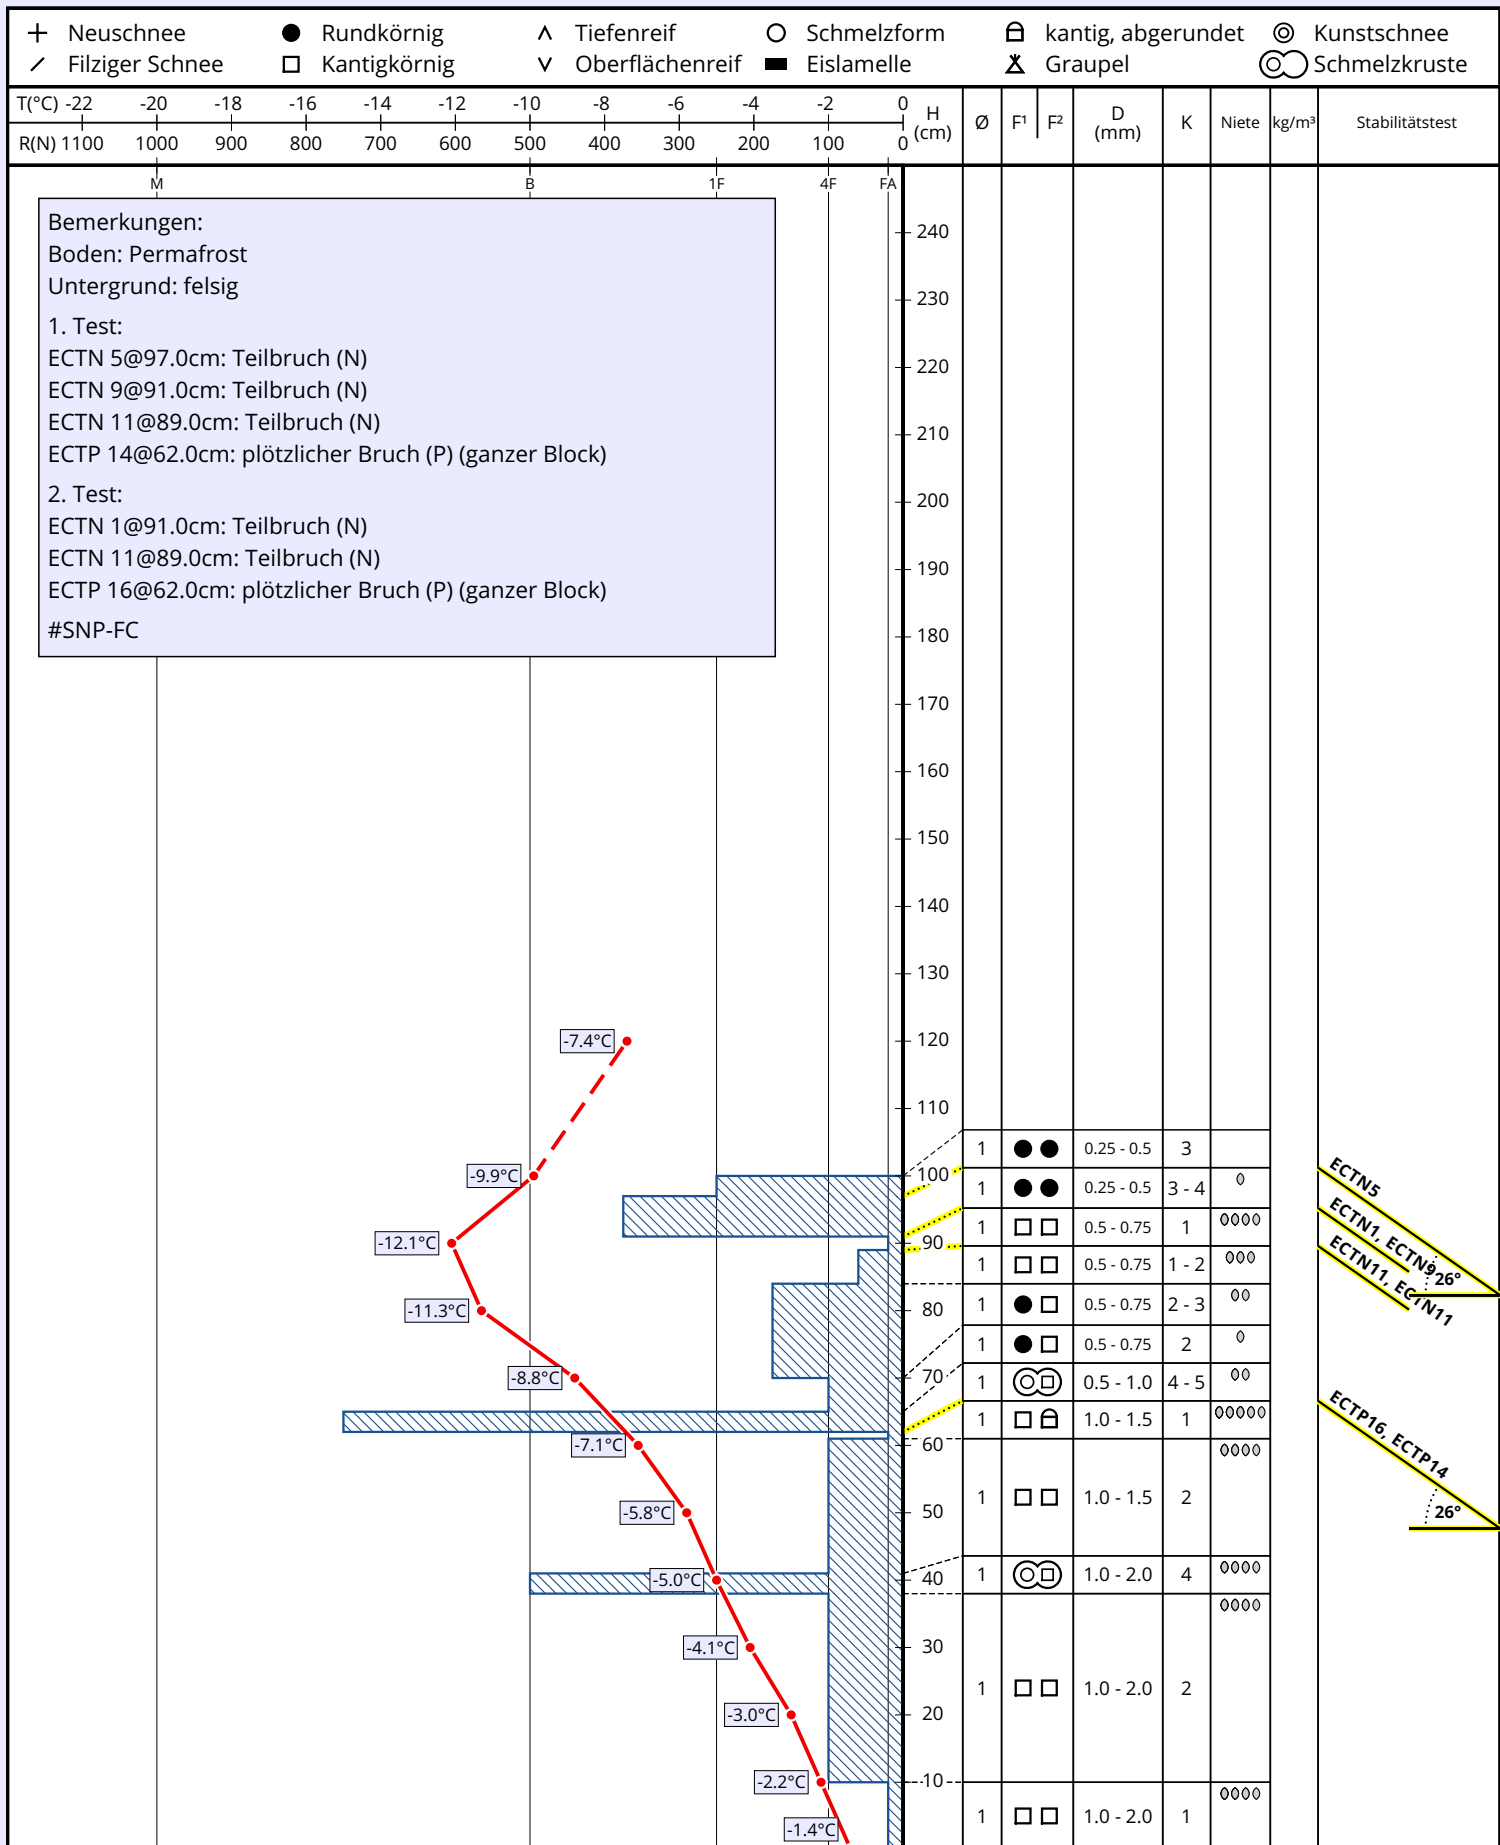 Neuschnee Rundkörnig Tiefenreif Schmelzform kantig, abgerundet Kunstschnee
Filziger Schnee Kantigkörnig Oberflächenreif Eislamelle Graupel Schmelzkruste
T(°C) -22 -20 -18 -16 -14 -12 -10 -8 -6 -4 -2 0
R(N) 1100 1000 900 800 700 600 500 400 300 200 100 0
H (cm) Ø F¹ F² D (mm) K Niete kg/m³ Stabilitätstest
M B 1F 4F FA
Bemerkungen:
Boden: Permafrost
Untergrund: felsig
1. Test:
ECTN 5@97.0cm: Teilbruch (N)
ECTN 9@91.0cm: Teilbruch (N)
ECTN 11@89.0cm: Teilbruch (N)
ECTP 14@62.0cm: plötzlicher Bruch (P) (ganzer Block)
2. Test:
ECTN 1@91.0cm: Teilbruch (N)
ECTN 11@89.0cm: Teilbruch (N)
ECTP 16@62.0cm: plötzlicher Bruch (P) (ganzer Block)
#SNP-FC
240
230
220
210
200
190
180
170
160
150
140
130
120
110
100
90
80
70
60
50
40
30
20
10
-7.4°C
-9.9°C
-12.1°C
-11.3°C
-8.8°C
-7.1°C
-5.8°C
-5.0°C
-4.1°C
-3.0°C
-2.2°C
-1.4°C
1 0.25 - 0.5 3
1 0.25 - 0.5 3 - 4
1 0.5 - 0.75 1
1 0.5 - 0.75 1 - 2
1 0.5 - 0.75 2 - 3
1 0.5 - 0.75 2
1 0.5 - 1.0 4 - 5
1 1.0 - 1.5 1
1 1.0 - 1.5 2
1 1.0 - 2.0 4
1 1.0 - 2.0 2
1 1.0 - 2.0 1
ECTN5
ECTN1, ECTN9
26°
ECTN11, ECTN11
ECTP16, ECTP14
26°